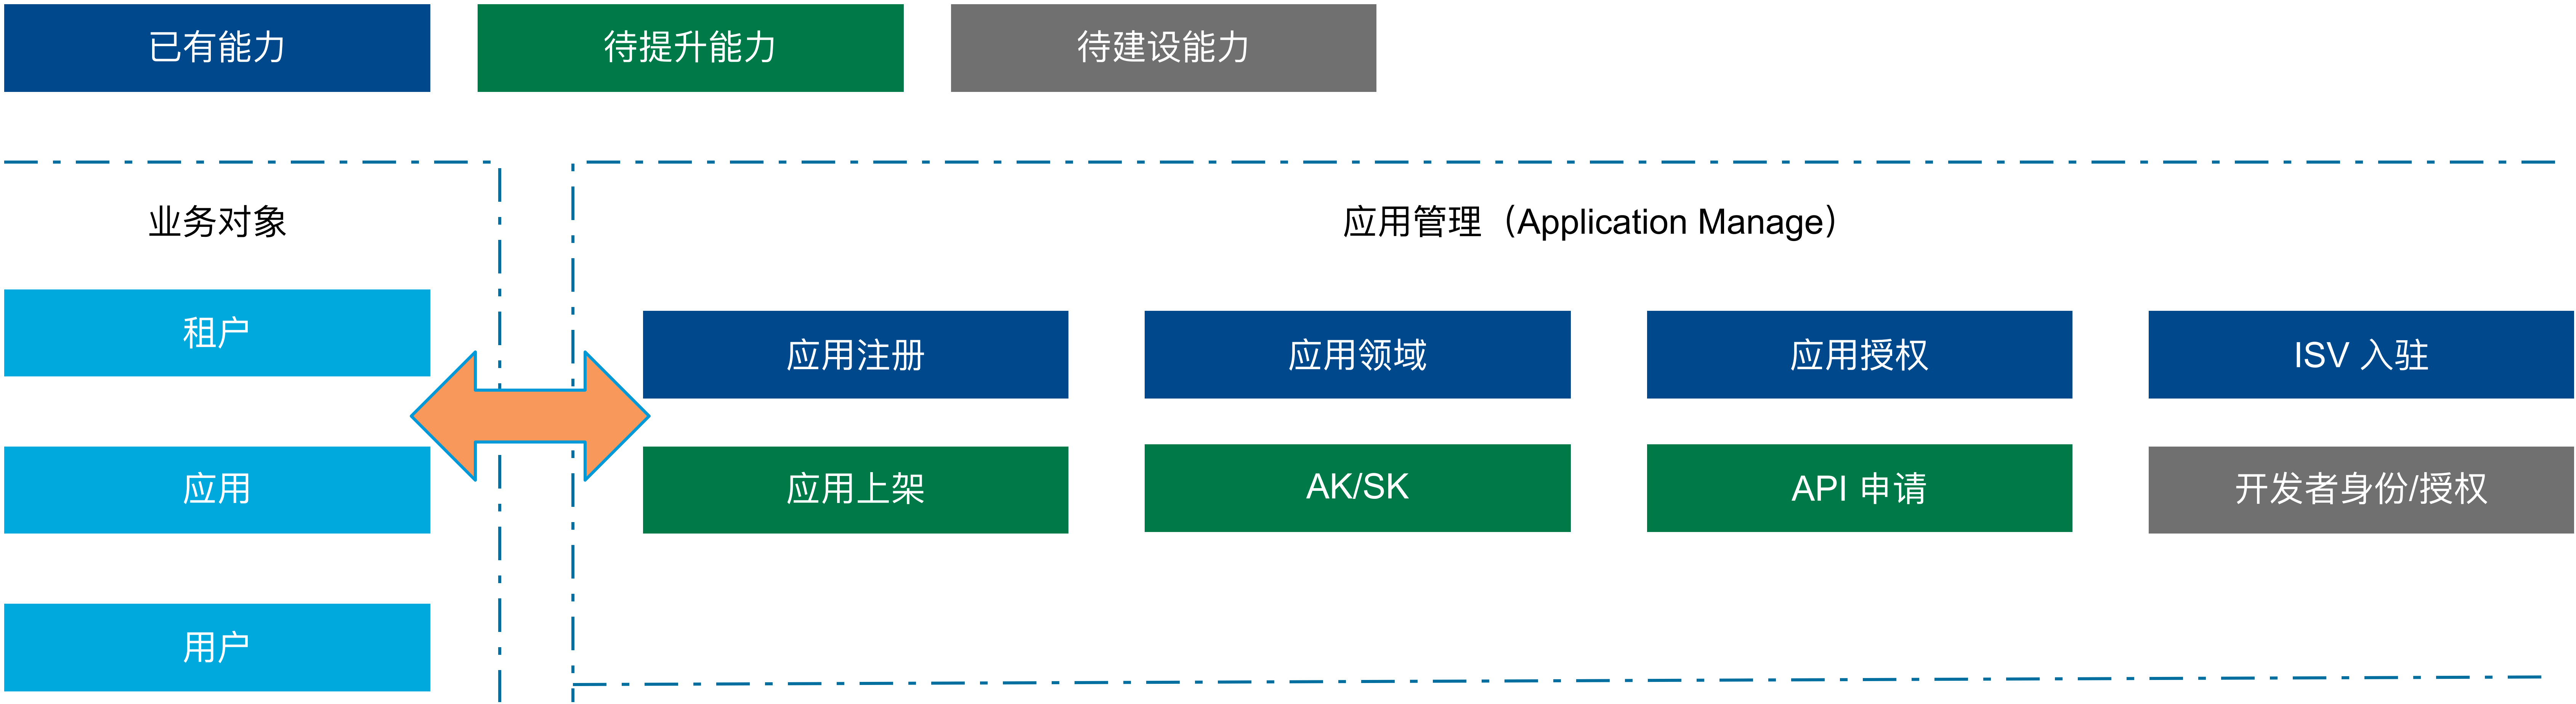 已有能力
待提升能力
待建设能力
业务对象
租户
应用
用户
应用管理（Application Manage）
应用注册
应用领域
应用授权
ISV 入驻
应用上架
AK/SK
API 申请
开发者身份/授权